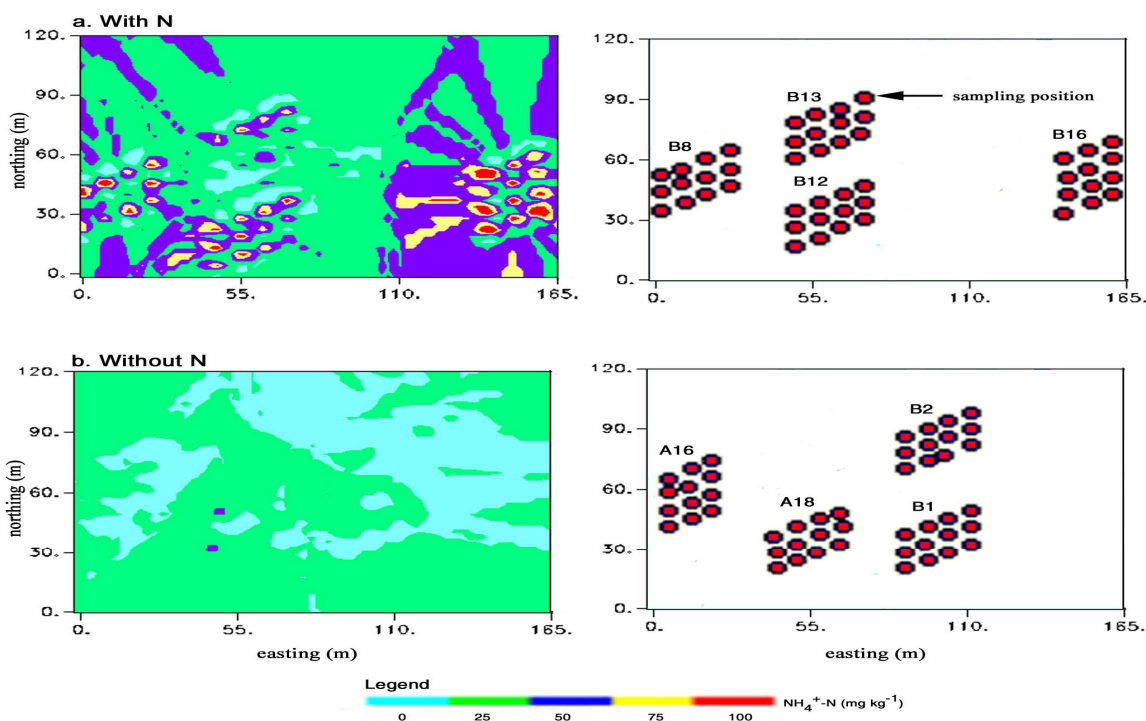 a. With N
120.
90.
60.
30.
0.
northing (m)
0. 55. 110. 165.
120.
90.
60.
30.
0.
B13
sampling position
B8
B16
B12
0. 55. 110. 165.
b. Without N
120.
90.
60.
30.
0.
northing (m)
0. 55. 110. 165.
easting (m)
120.
90.
60.
30.
0.
B2
A16
A18
B1
0. 55. 110. 165.
easting (m)
Legend
0 25 50 75 100
NH₄⁺-N (mg kg⁻¹)